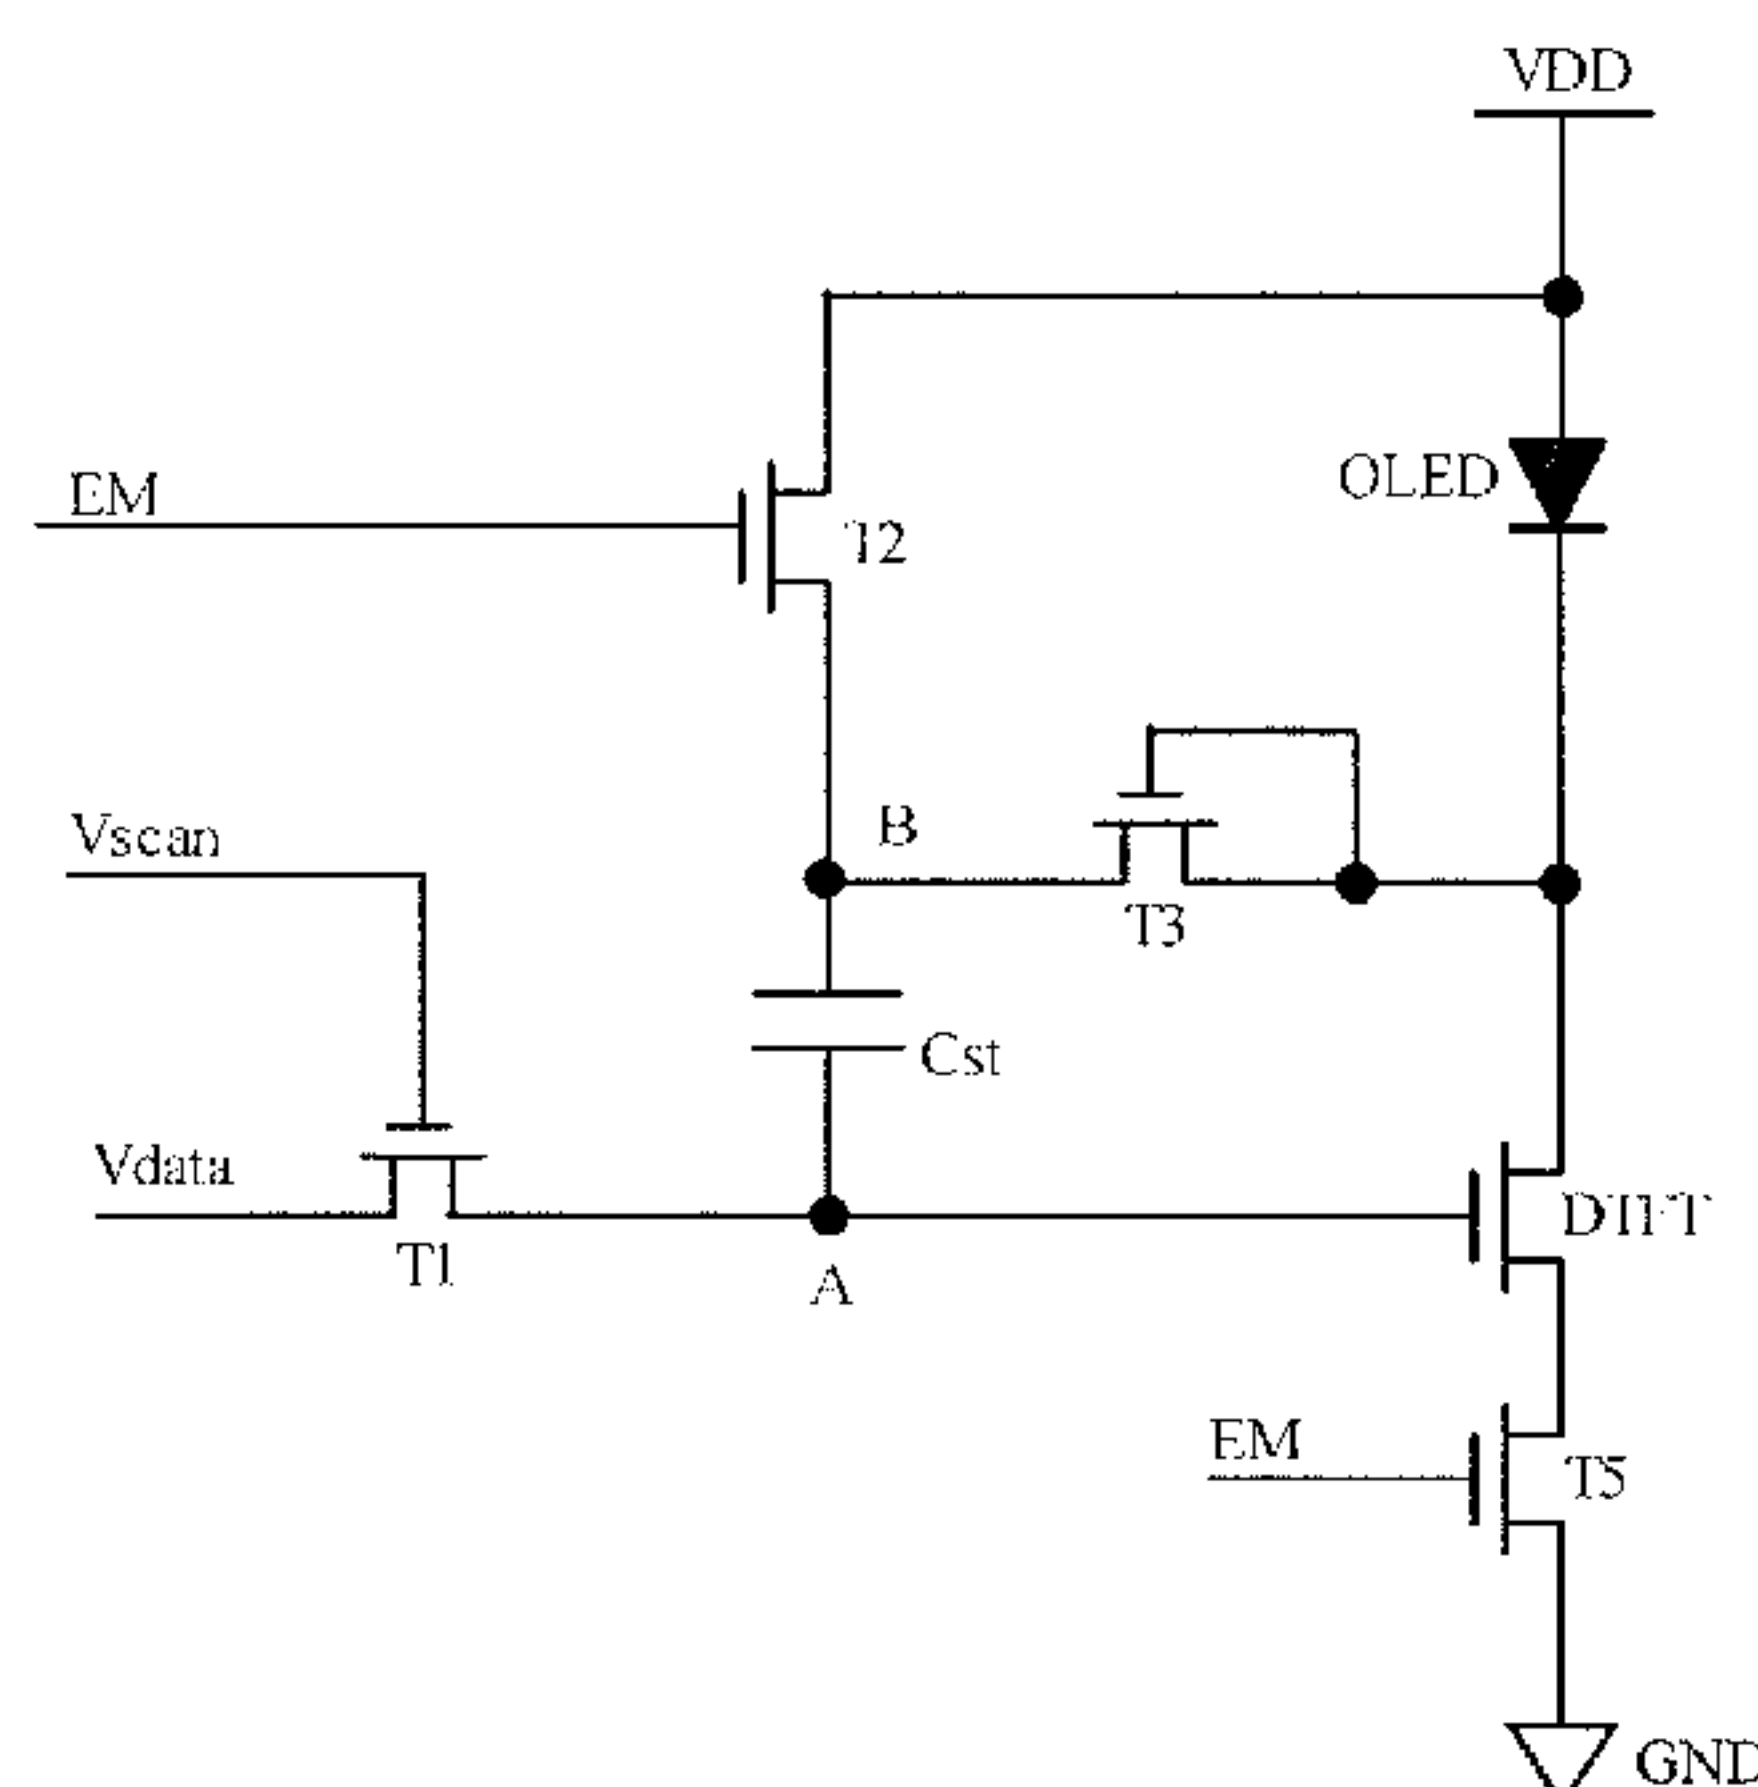 VDD
OLED
EM
T2
B
Vscan
T3
Cst
Vdata
DTFT
T1
A
EM
T5
GND